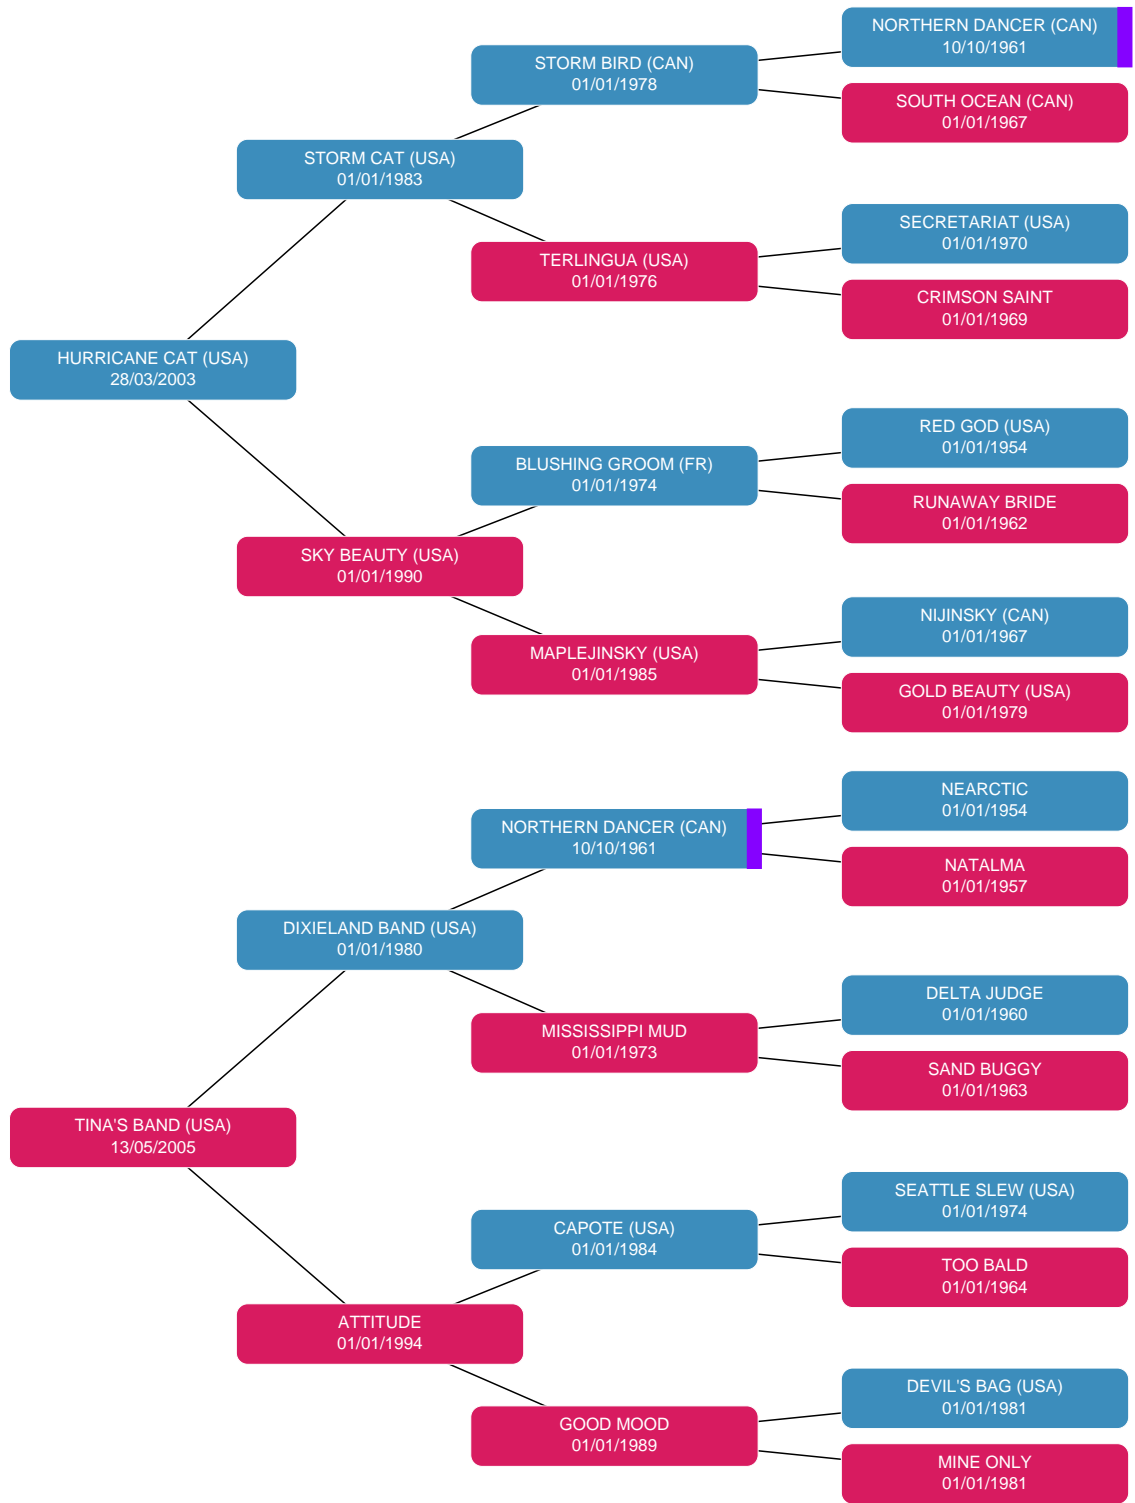 NORTHERN DANCER (CAN)
10/10/1961
STORM BIRD (CAN)
01/01/1978
SOUTH OCEAN (CAN)
01/01/1967
STORM CAT (USA)
01/01/1983
SECRETARIAT (USA)
01/01/1970
TERLINGUA (USA)
01/01/1976
CRIMSON SAINT
01/01/1969
HURRICANE CAT (USA)
28/03/2003
RED GOD (USA)
01/01/1954
BLUSHING GROOM (FR)
01/01/1974
RUNAWAY BRIDE
01/01/1962
SKY BEAUTY (USA)
01/01/1990
NIJINSKY (CAN)
01/01/1967
MAPLEJINSKY (USA)
01/01/1985
GOLD BEAUTY (USA)
01/01/1979
NEARCTIC
01/01/1954
NORTHERN DANCER (CAN)
10/10/1961
NATALMA
01/01/1957
DIXIELAND BAND (USA)
01/01/1980
DELTA JUDGE
01/01/1960
MISSISSIPPI MUD
01/01/1973
SAND BUGGY
01/01/1963
TINA'S BAND (USA)
13/05/2005
SEATTLE SLEW (USA)
01/01/1974
CAPOTE (USA)
01/01/1984
TOO BALD
01/01/1964
ATTITUDE
01/01/1994
DEVIL'S BAG (USA)
01/01/1981
GOOD MOOD
01/01/1989
MINE ONLY
01/01/1981